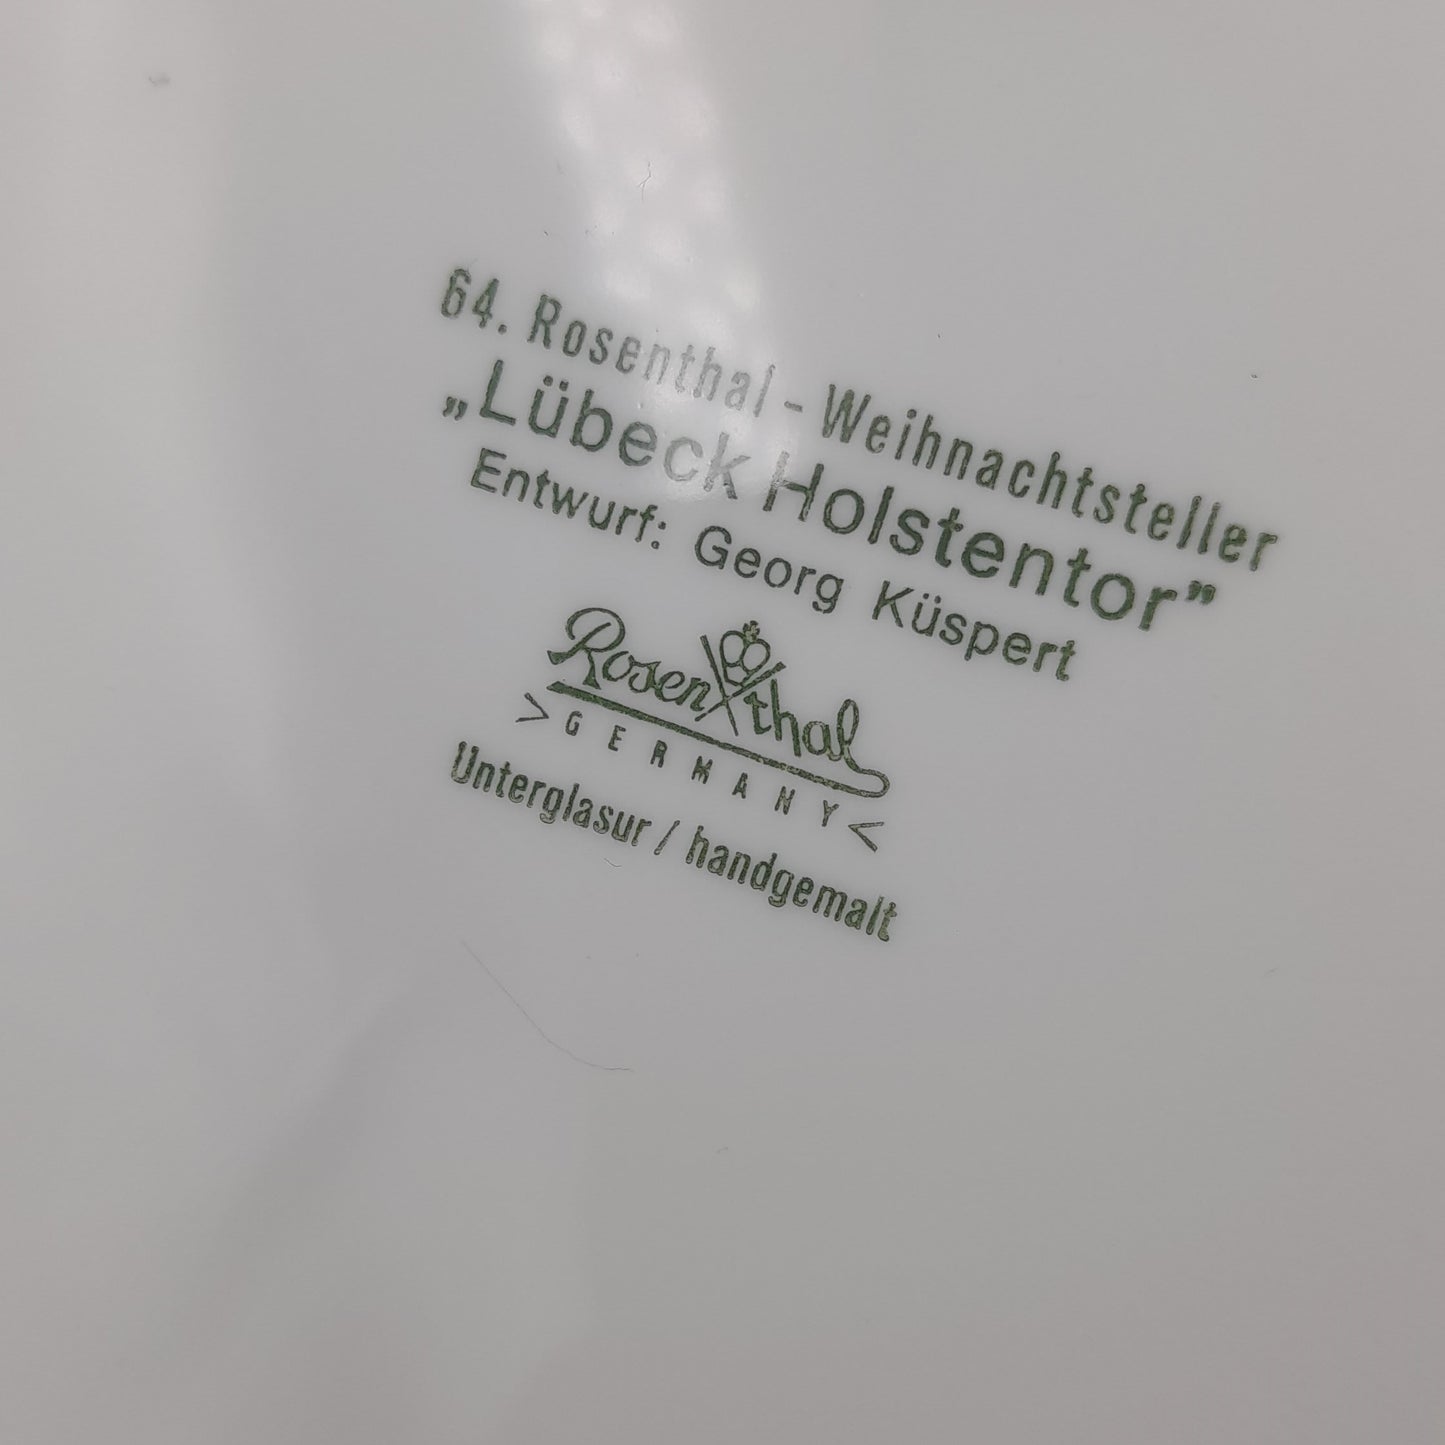 64. Rosenthal - Weihnachtsteller
„Lübeck Holstentor”
Entwurf: Georg Küspert
Rosenthal
> GERMANY <
Unterglasur / handgemalt